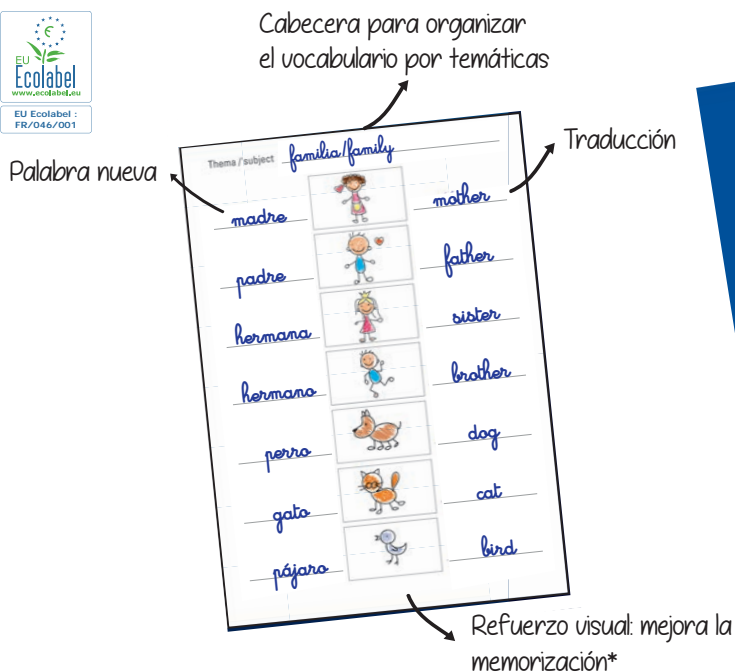 Cabecera para organizar
el vocabulario por temáticas
EU
Ecolabel
www.ecolabel.eu
EU Ecolabel :
FR/046/001
Palabra nueva
Traducción
Thema / subject familia/family
madre mother
padre father
hermana sister
hermano brother
perro dog
gato cat
pájaro bird
Refuerzo visual: mejora la
memorización*